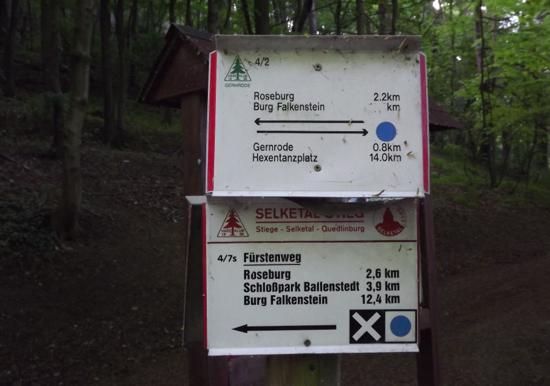 4/2
GERNRODE
Roseburg 2.2km
Burg Falkenstein km
Gernrode 0.8km
Hexentanzplatz 14.0km
SELKETAL-STIEG
Stiege - Selketal - Quedlinburg
4/7s Fürstenweg
Roseburg 2,6 km
Schloßpark Ballenstedt 3,9 km
Burg Falkenstein 12,4 km